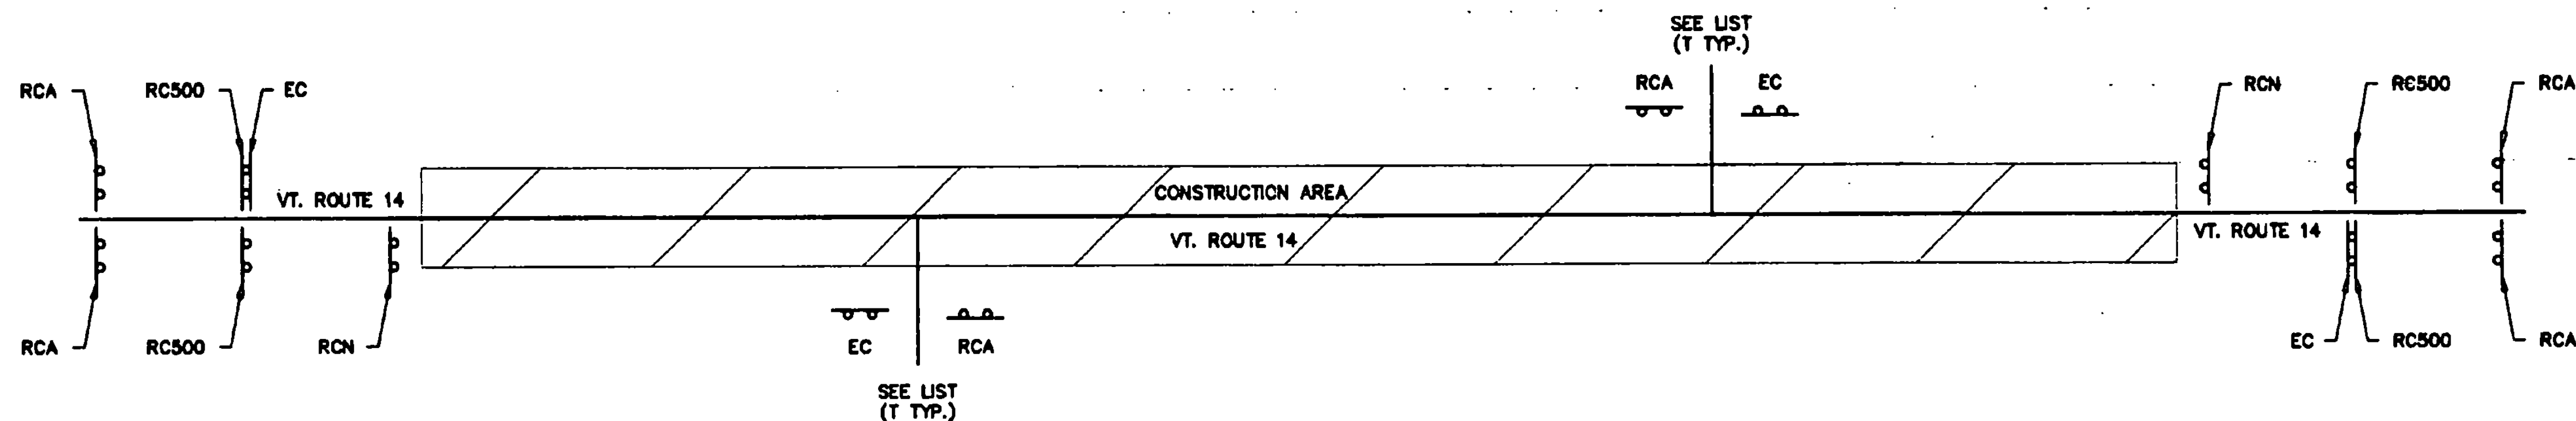 SEE LIST
(T TYP.)
RCA
EC
RCA
RC500
EC
RCN
RC500
RCA
VT. ROUTE 14
CONSTRUCTION AREA
VT. ROUTE 14
VT. ROUTE 14
RCA
RC500
RCN
EC
RCA
EC
RC500
RCA
SEE LIST
(T TYP.)